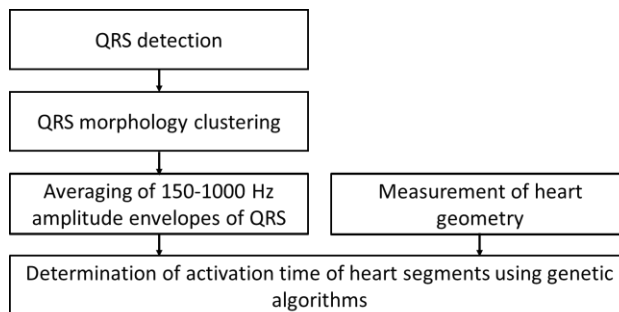 QRS detection
QRS morphology clustering
Averaging of 150-1000 Hz
amplitude envelopes of QRS
Measurement of heart
geometry
Determination of activation time of heart segments using genetic
algorithms